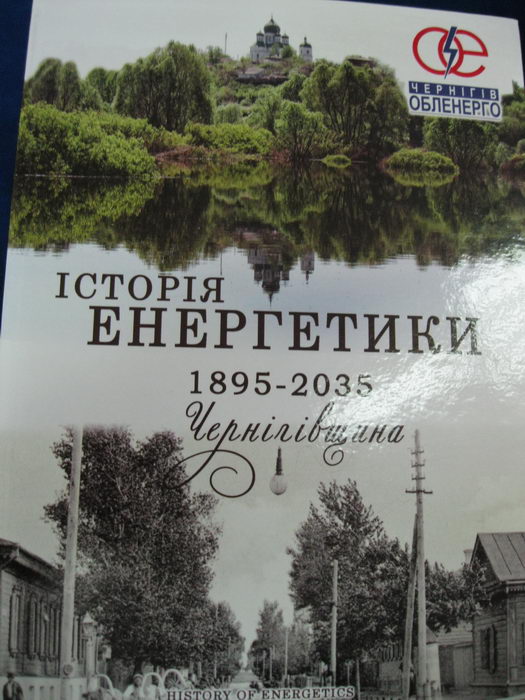 ЧЕРНІГІВ
ОБЛЕНЕРГО
ІСТОРІЯ
ЕНЕРГЕТИКИ
1895-2035
Чернігівщина
HISTORY OF ENERGETICS